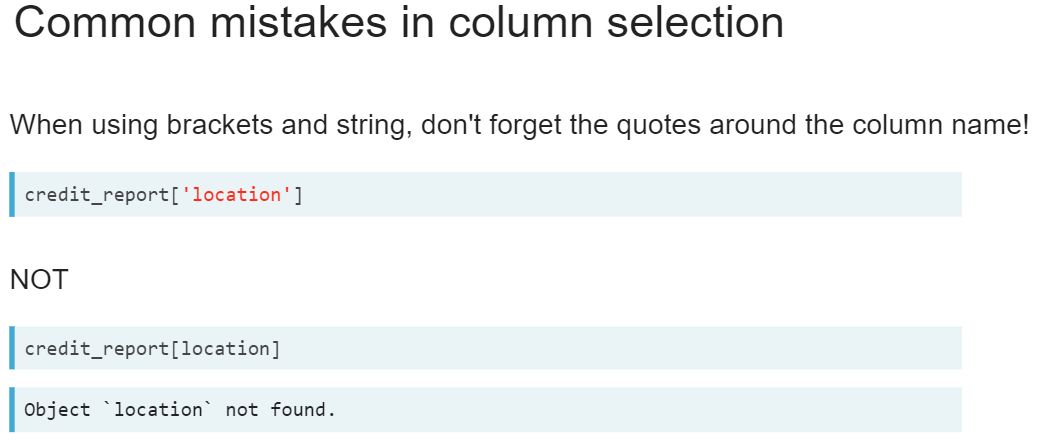 Common mistakes in column selection
When using brackets and string, don't forget the quotes around the column name!
credit_report['location']
NOT
credit_report[location]
Object `location` not found.